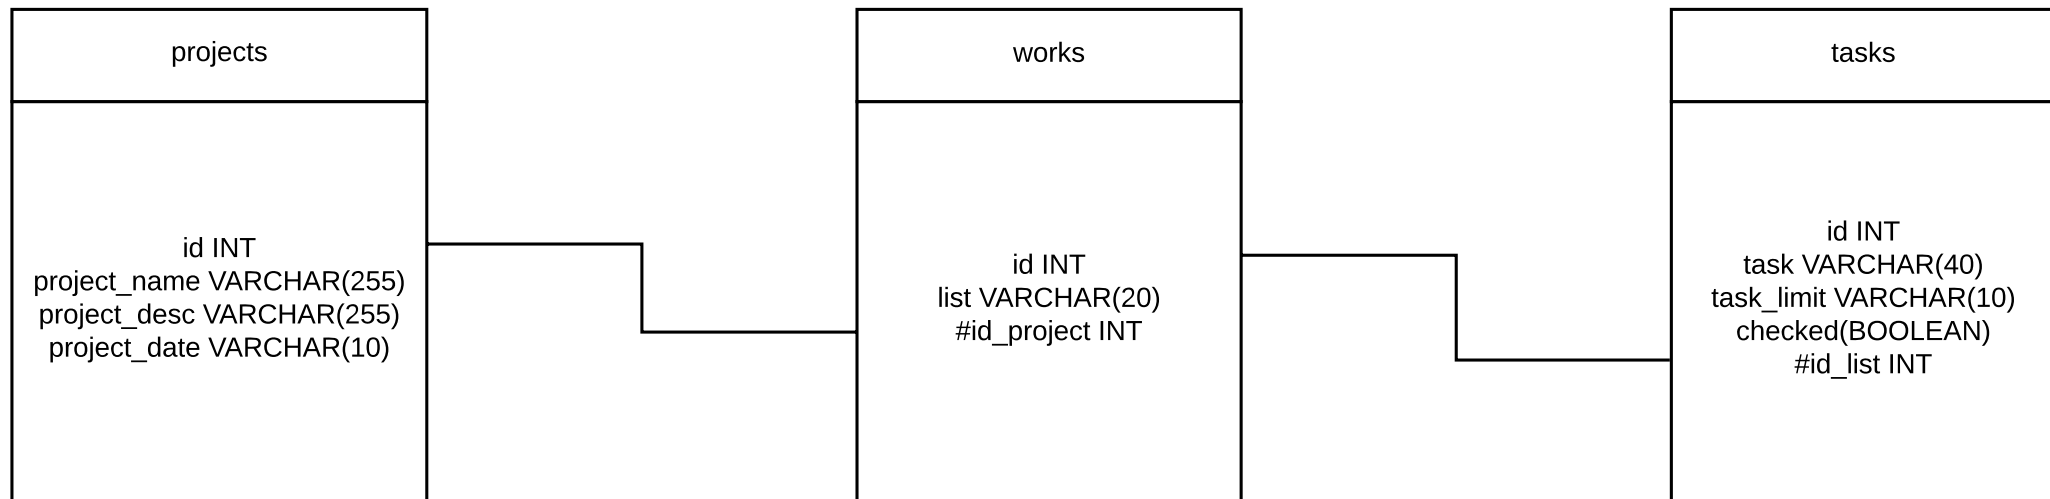 projects
id INT
project_name VARCHAR(255)
project_desc VARCHAR(255)
project_date VARCHAR(10)
works
id INT
list VARCHAR(20)
#id_project INT
tasks
id INT
task VARCHAR(40)
task_limit VARCHAR(10)
checked(BOOLEAN)
#id_list INT